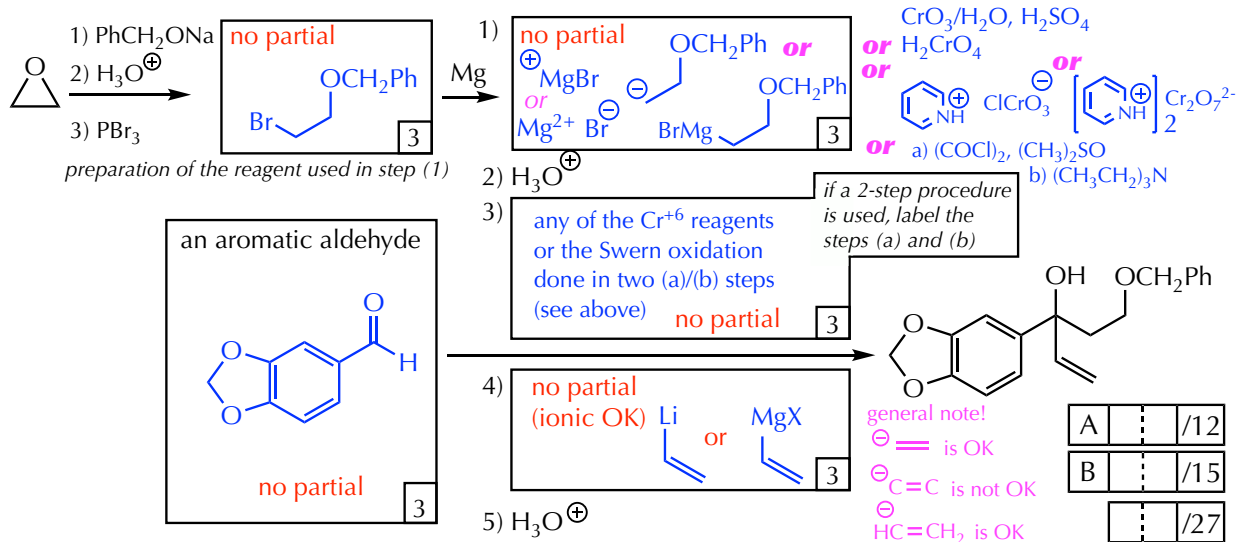 1) PhCH₂ONa
2) H₃O⊕
3) PBr₃
O
preparation of the reagent used in step (1)
no partial
OCH₂Ph
Br
3
Mg
1)
no partial
⊕
MgBr
or
Mg²⁺ Br⊖
OCH₂Ph
⊖
or
OCH₂Ph
BrMg
3
CrO₃/H₂O, H₂SO₄
or H₂CrO₄
or
or
⊕
NH
ClCrO₃⊖
⊕
NH
2
Cr₂O₇²⁻
or a) (COCl)₂, (CH₃)₂SO
b) (CH₃CH₂)₃N
2) H₃O⊕
3)
any of the Cr⁺⁶ reagents
or the Swern oxidation
done in two (a)/(b) steps
(see above)
no partial
3
if a 2-step procedure
is used, label the
steps (a) and (b)
an aromatic aldehyde
O
H
O
O
no partial
3
4)
no partial
(ionic OK)
Li
or
MgX
3
5) H₃O⊕
OH
OCH₂Ph
O
O
general note!
⊖
is OK
⊖
C=C is not OK
⊖
HC=CH₂ is OK
A /12
B /15
/27